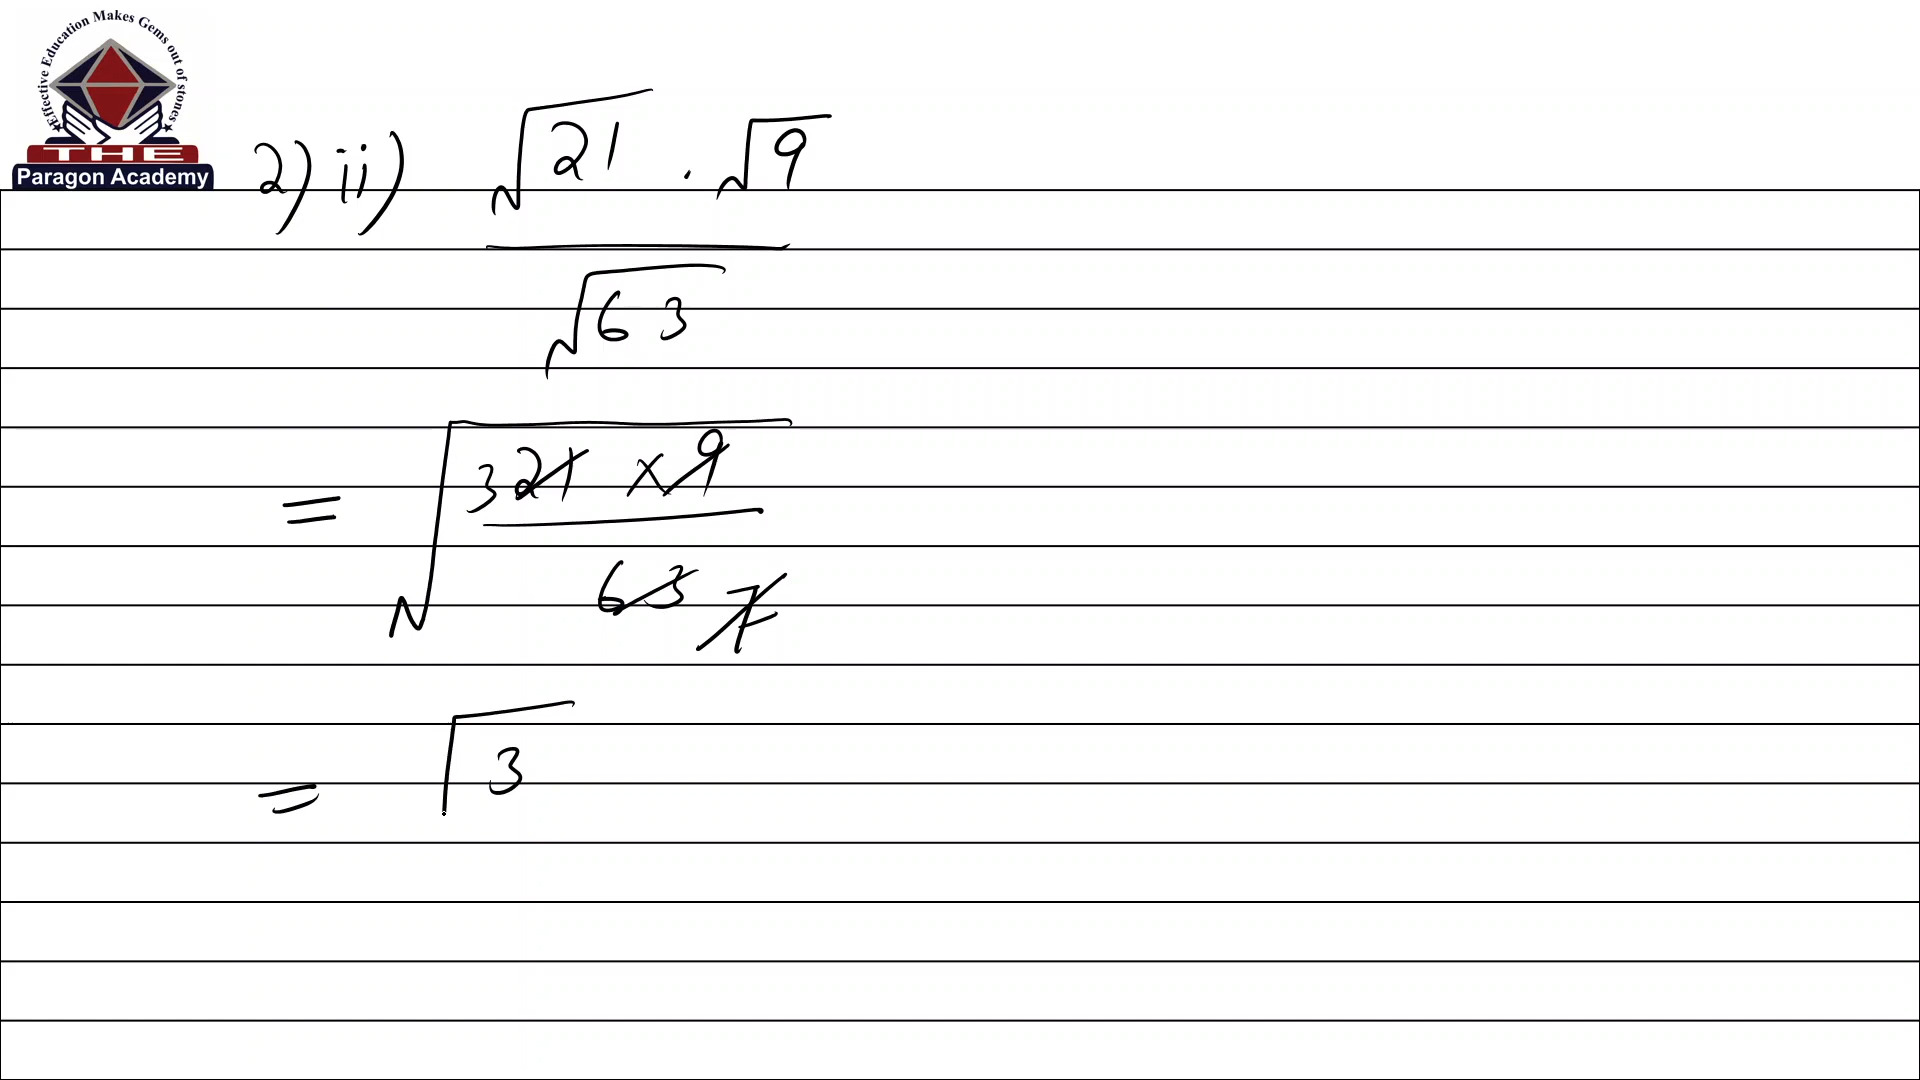 Effective Education Makes Gems out of stones
THE
Paragon Academy
2) ii) √21 . √9
√63
= √ 3 21 × 9
63 7
= √3